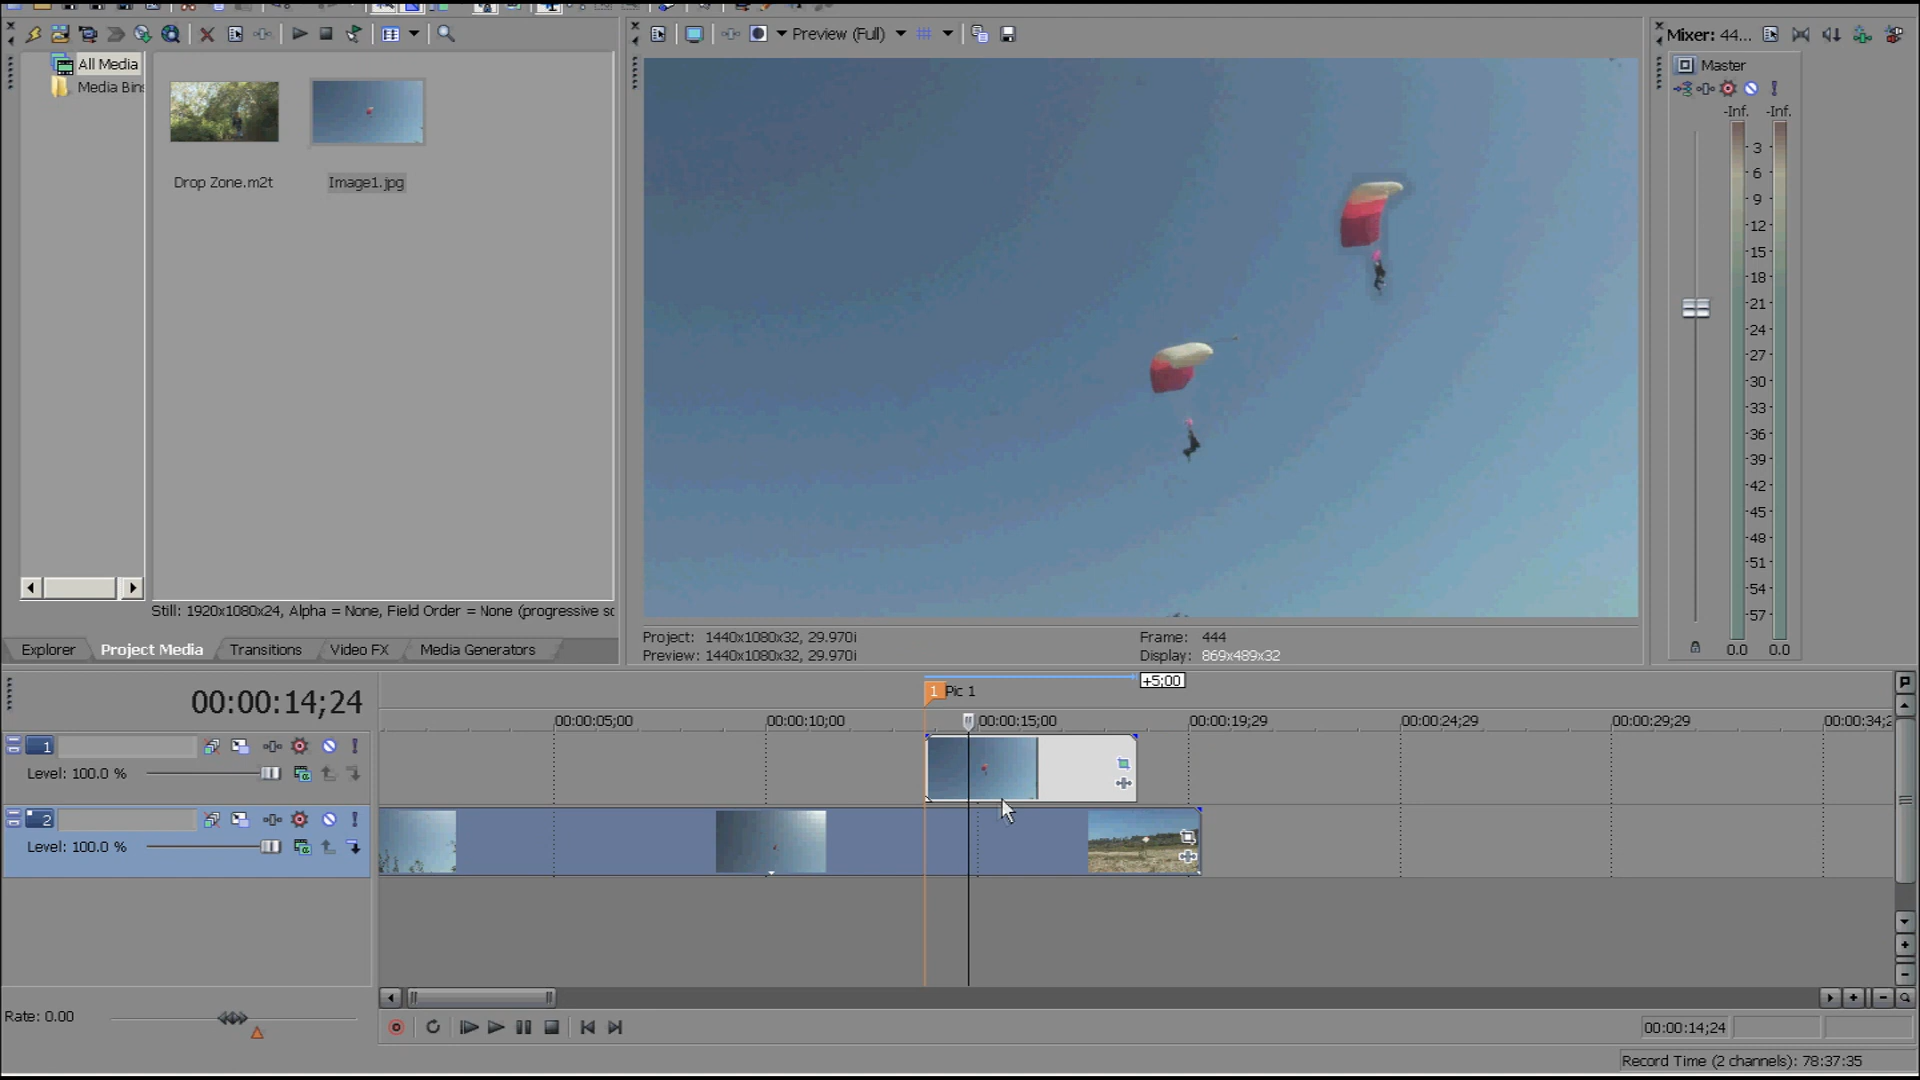 Preview (Full)
Mixer: 44...
All Media
Media Bins
Master
-Inf. -Inf.
3
6
9
12
15
18
21
24
27
30
33
36
39
42
45
48
51
54
57
0.0 0.0
Drop Zone.m2t
Image1.jpg
Still: 1920x1080x24, Alpha = None, Field Order = None (progressive sc
Explorer
Project Media
Transitions
Video FX
Media Generators
Project: 1440x1080x32, 29.970i
Preview: 1440x1080x32, 29.970i
Frame: 444
Display: 869x489x32
00:00:14;24
1 Pic 1
+5;00
00:00:05;00
00:00:10;00
00:00:15;00
00:00:19;29
00:00:24;29
00:00:29;29
00:00:34;2
1
Level: 100.0 %
2
Level: 100.0 %
Rate: 0.00
00:00:14;24
Record Time (2 channels): 78:37:35